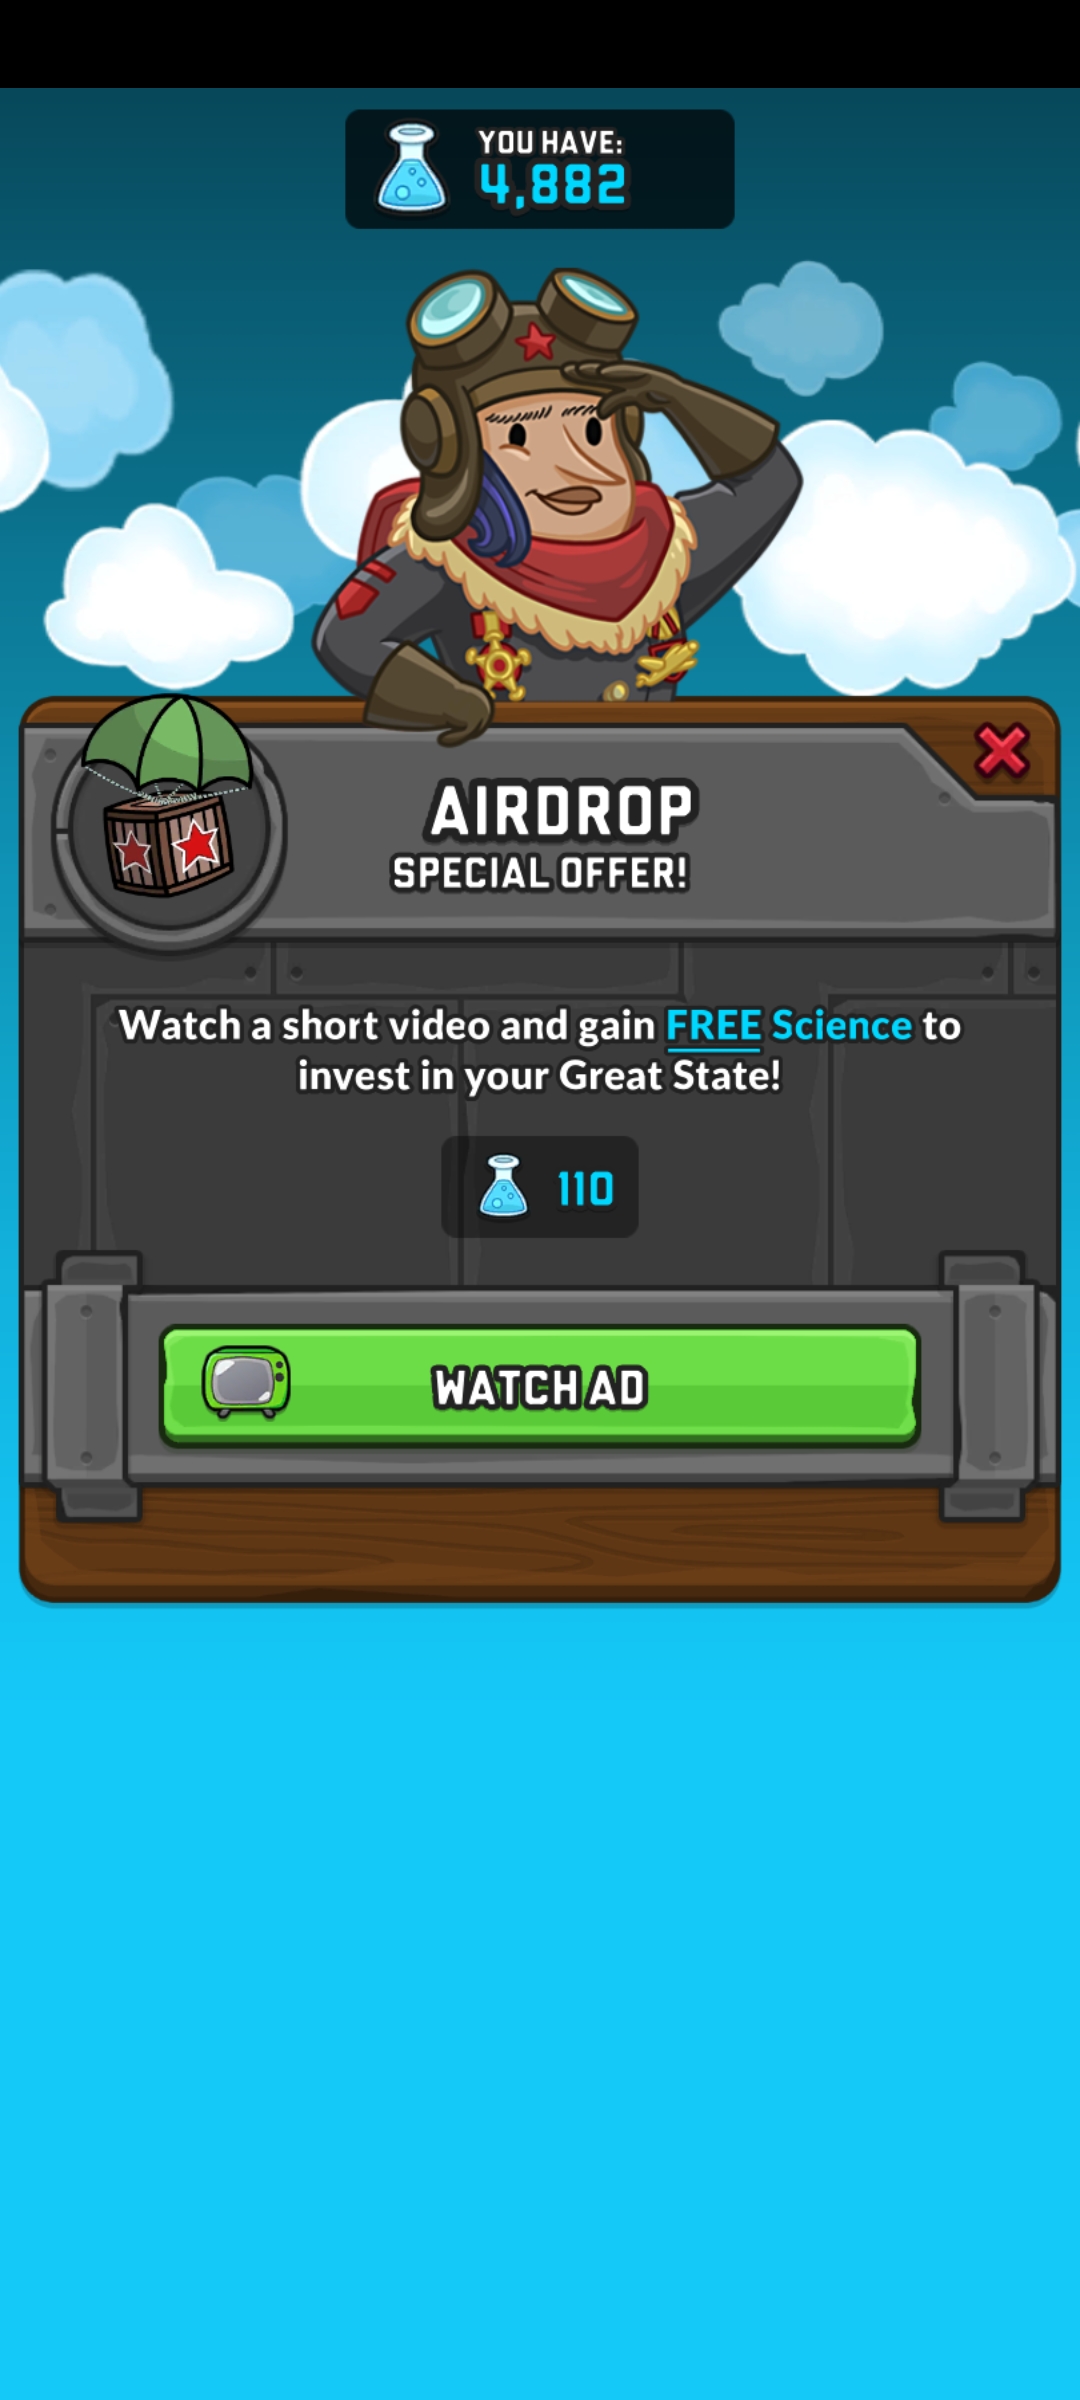 YOU HAVE:
4,882
AIRDROP
SPECIAL OFFER!
Watch a short video and gain FREE Science to
invest in your Great State!
110
WATCH AD